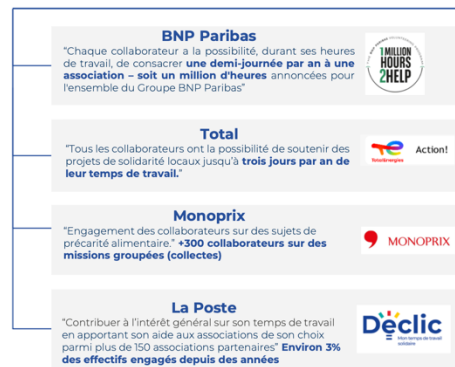 BNP Paribas
"Chaque collaborateur a la possibilité, durant ses heures
de travail, de consacrer une demi-journée par an à une
association – soit un million d'heures annoncées pour
l'ensemble du Groupe BNP Paribas"
1 MILLION
HOURS
2HELP
Total
"Tous les collaborateurs ont la possibilité de soutenir des
projets de solidarité locaux jusqu'à trois jours par an de
leur temps de travail."
TotalEnergies
Action!
Monoprix
"Engagement des collaborateurs sur des sujets de
précarité alimentaire." +300 collaborateurs sur des
missions groupées (collectes)
MONOPRIX
La Poste
"Contribuer à l'intérêt général sur son temps de travail
en apportant son aide aux associations de son choix
parmi plus de 150 associations partenaires" Environ 3%
des effectifs engagés depuis des années
Déclic
Mon temps de travail
solidaire